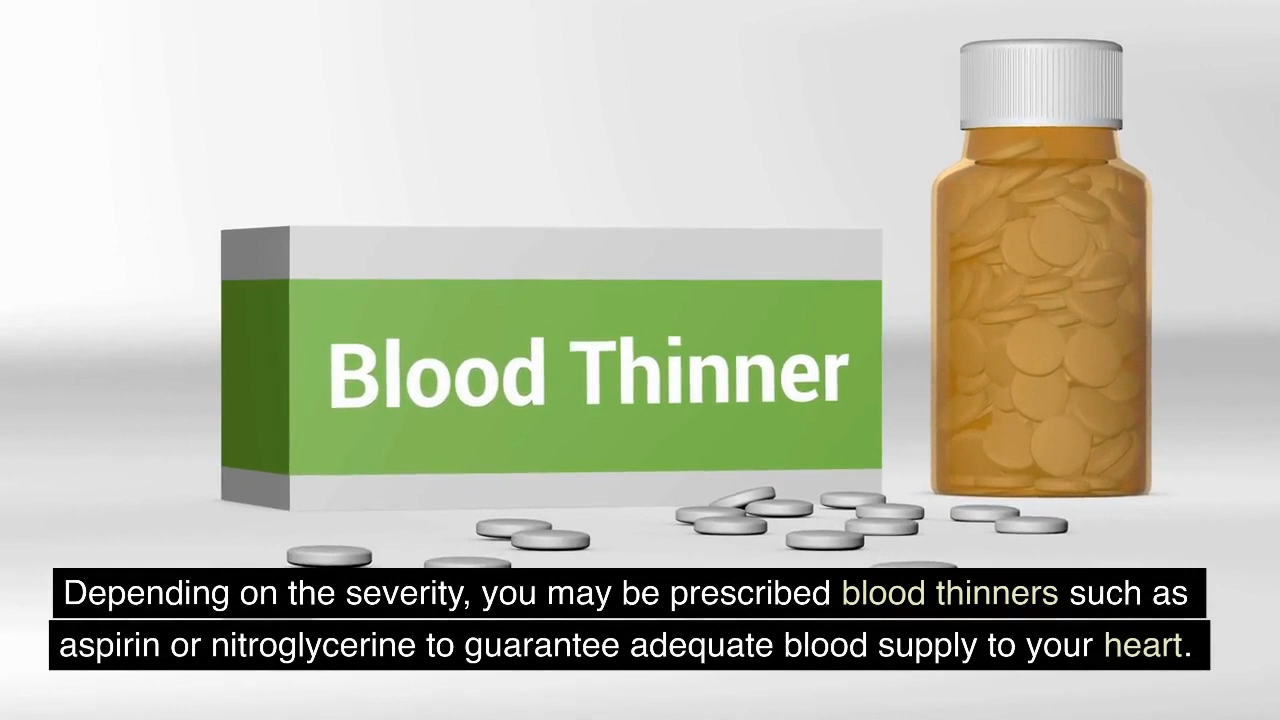 Blood Thinner
Depending on the severity, you may be prescribed blood thinners such as
aspirin or nitroglycerine to guarantee adequate blood supply to your heart.